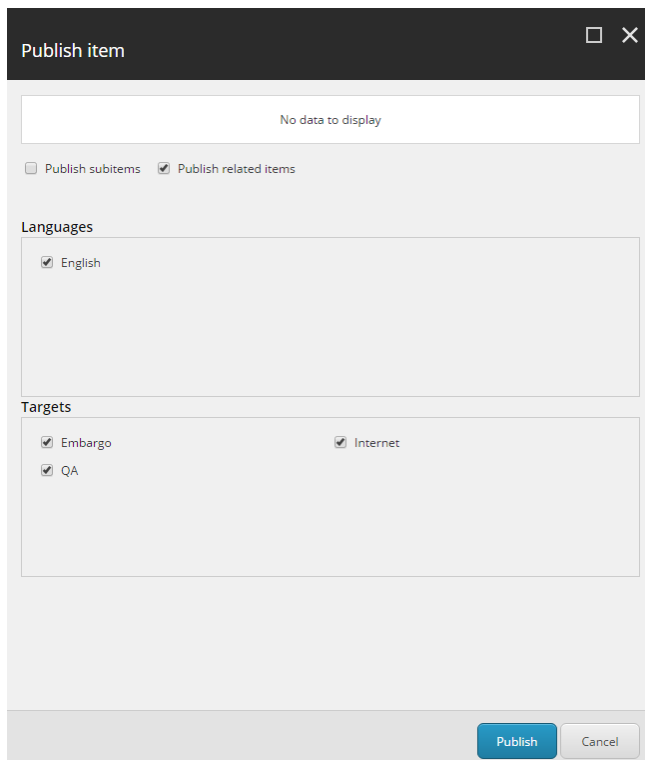 Publish item
No data to display
Publish subitems Publish related items
Languages
English
Targets
Embargo Internet
QA
Publish Cancel